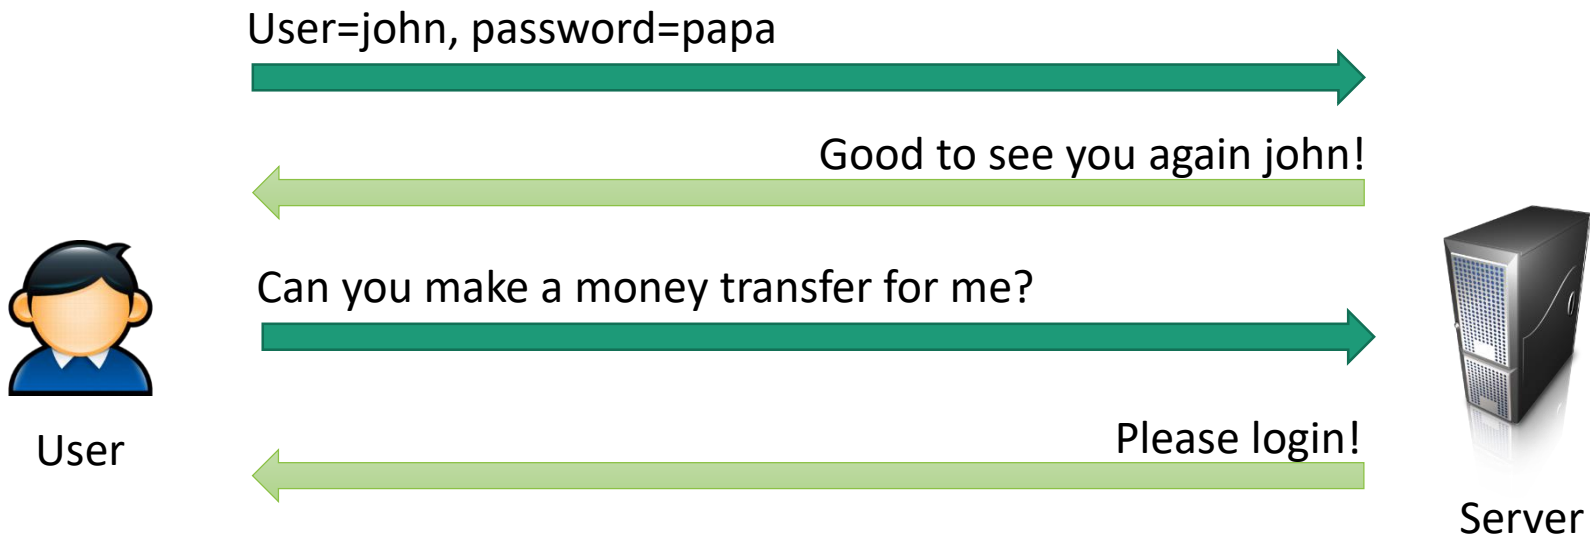 User=john, password=papa
Good to see you again john!
Can you make a money transfer for me?
Please login!
User
Server